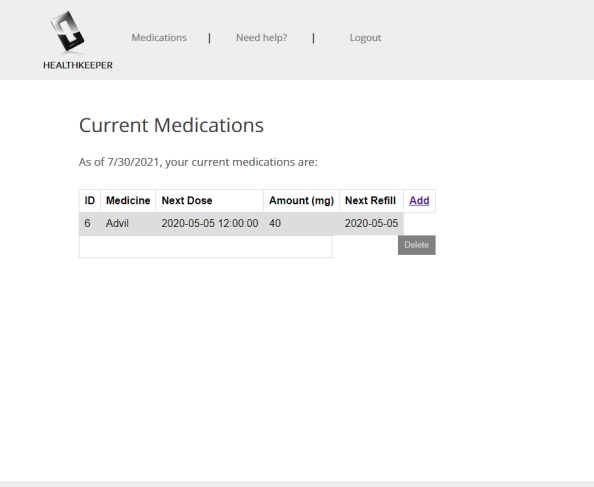 Medications | Need help? | Logout
HEALTHKEEPER
Current Medications
As of 7/30/2021, your current medications are:
ID Medicine Next Dose Amount (mg) Next Refill Add
6 Advil 2020-05-05 12:00:00 40 2020-05-05
Delete